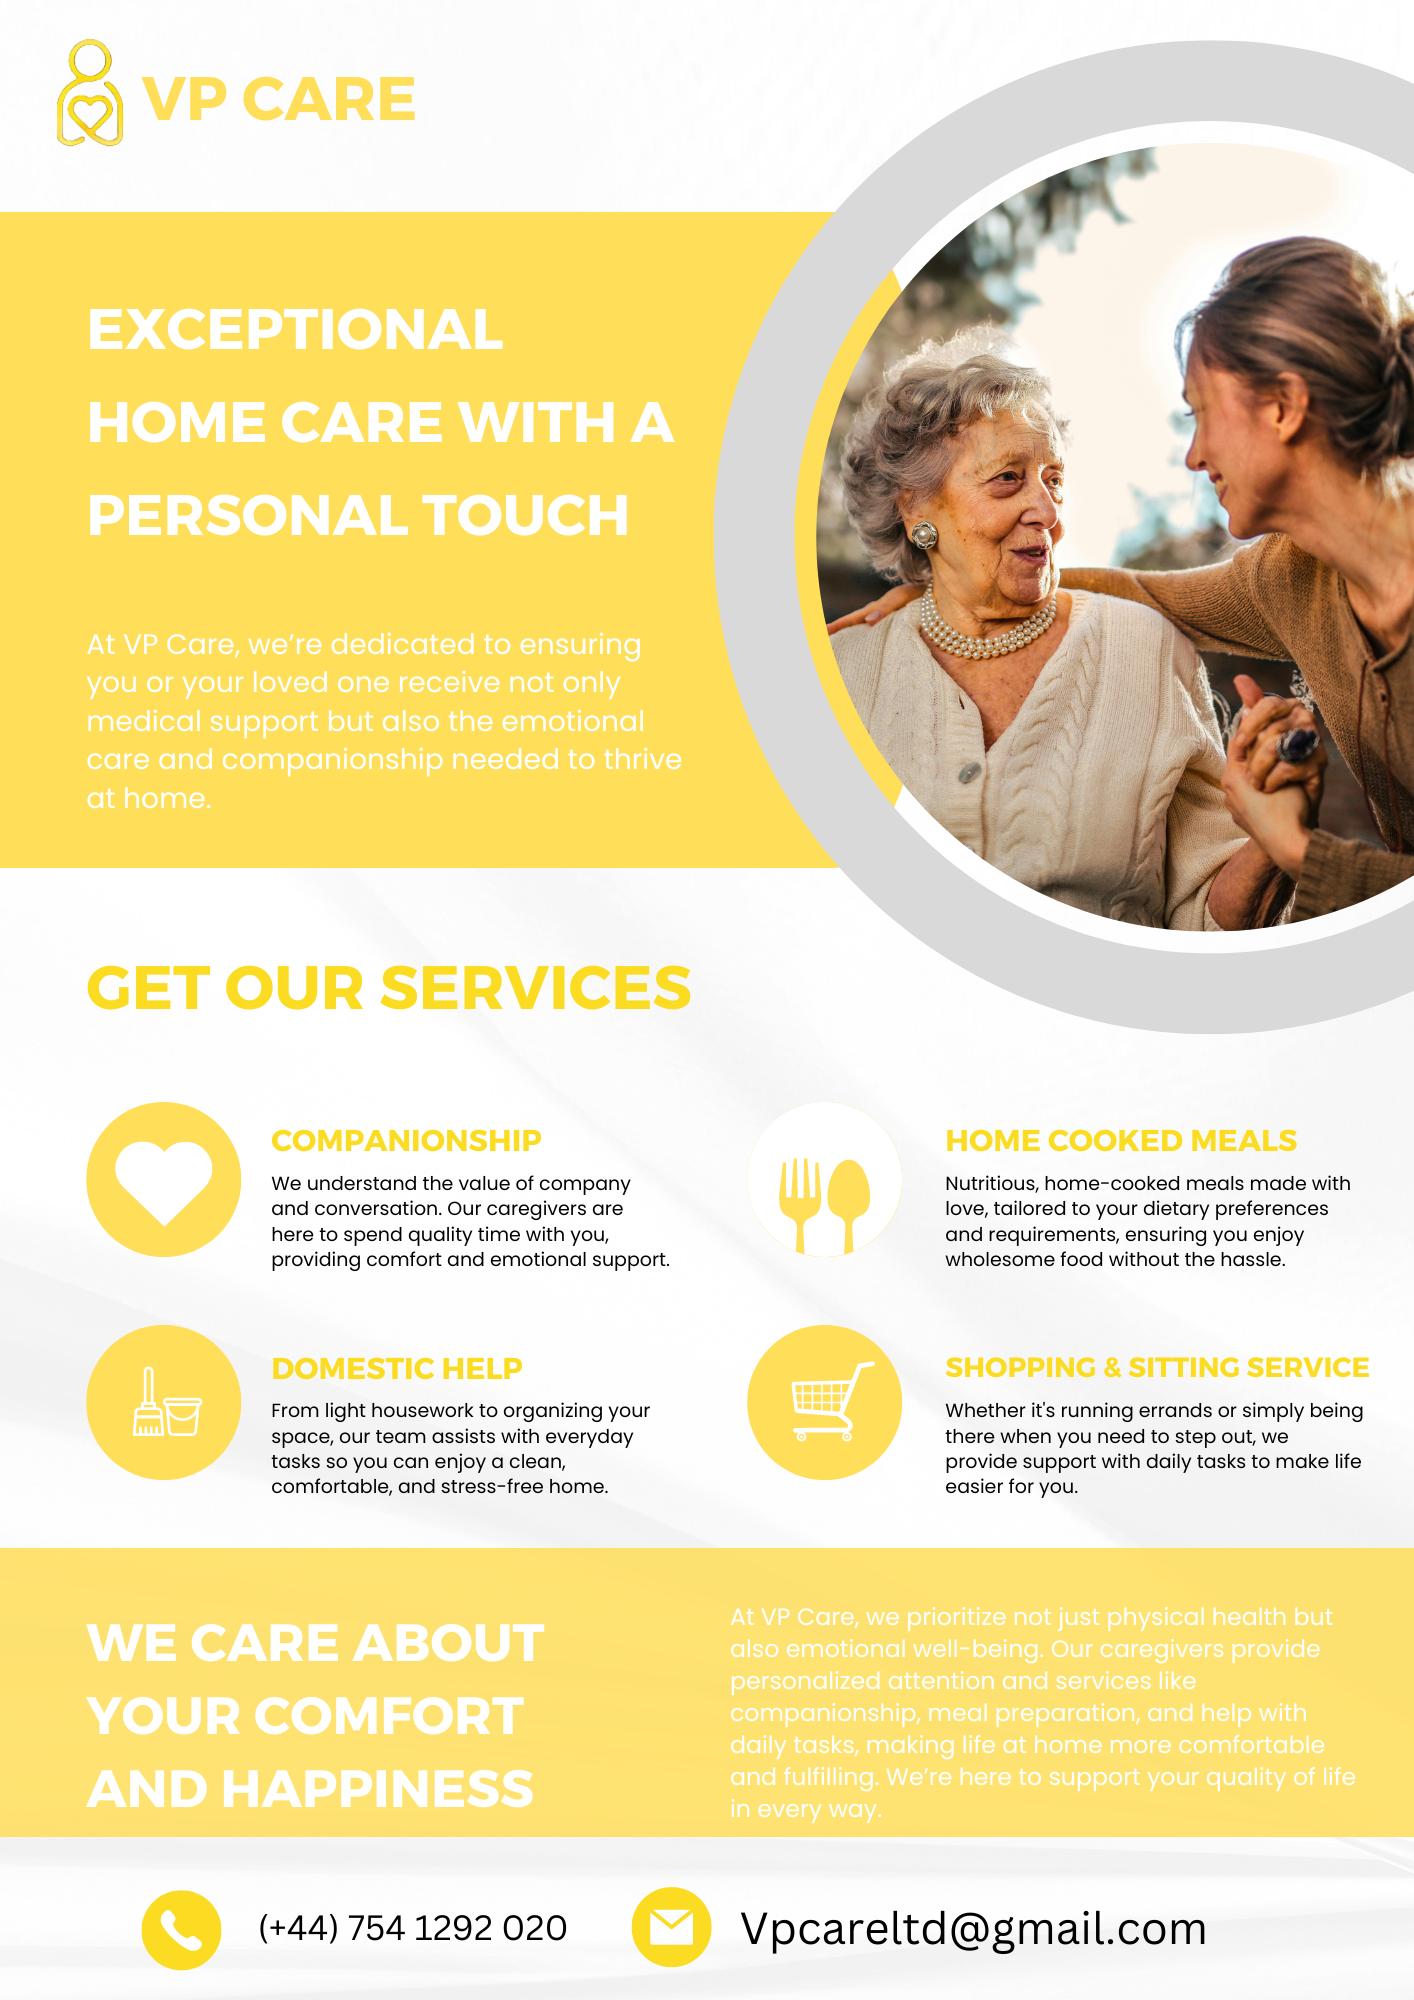 VP CARE
EXCEPTIONAL
HOME CARE WITH A
PERSONAL TOUCH
At VP Care, we’re dedicated to ensuring
you or your loved one receive not only
medical support but also the emotional
care and companionship needed to thrive
at home.
GET OUR SERVICES
COMPANIONSHIP
We understand the value of company
and conversation. Our caregivers are
here to spend quality time with you,
providing comfort and emotional support.
HOME COOKED MEALS
Nutritious, home-cooked meals made with
love, tailored to your dietary preferences
and requirements, ensuring you enjoy
wholesome food without the hassle.
DOMESTIC HELP
From light housework to organizing your
space, our team assists with everyday
tasks so you can enjoy a clean,
comfortable, and stress-free home.
SHOPPING & SITTING SERVICE
Whether it's running errands or simply being
there when you need to step out, we
provide support with daily tasks to make life
easier for you.
WE CARE ABOUT
YOUR COMFORT
AND HAPPINESS
At VP Care, we prioritize not just physical health but
also emotional well-being. Our caregivers provide
personalized attention and services like
companionship, meal preparation, and help with
daily tasks, making life at home more comfortable
and fulfilling. We’re here to support your quality of life
in every way.
(+44) 754 1292 020
Vpcareltd@gmail.com